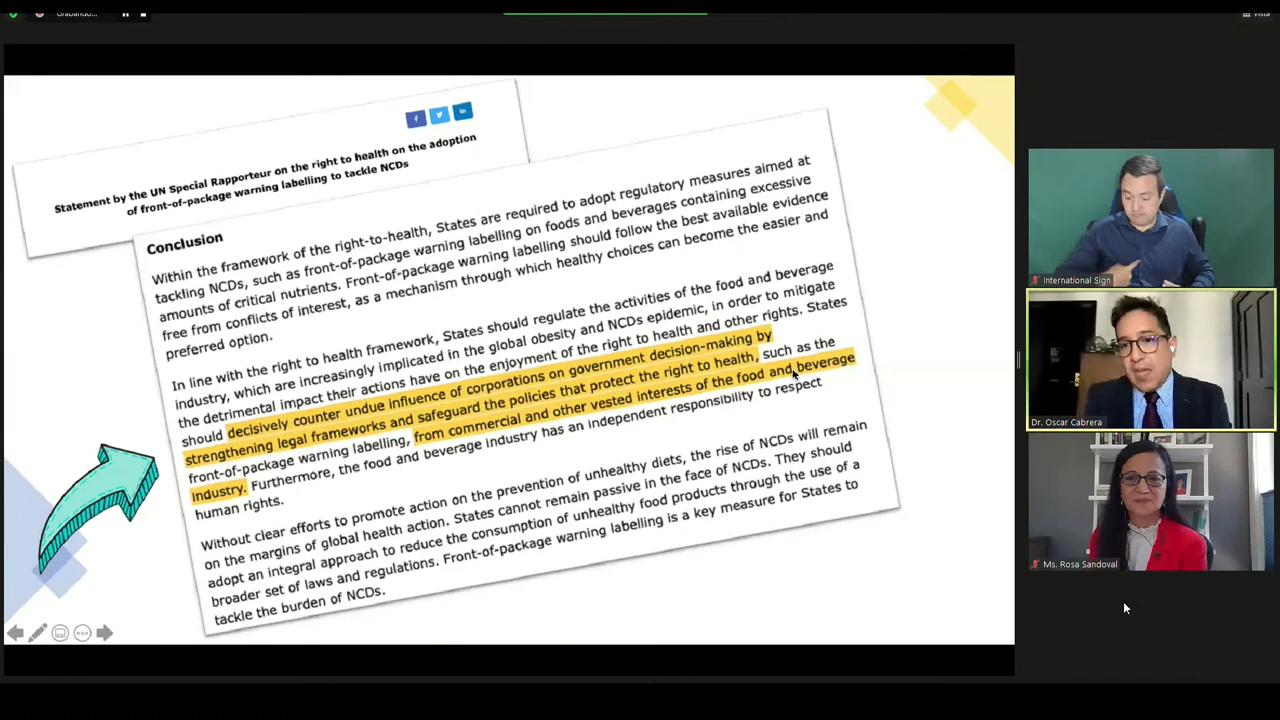 Grabando...
Vista
Statement by the UN Special Rapporteur on the right to health on the adoption
of front-of-package warning labelling to tackle NCDs
Conclusion
Within the framework of the right-to-health, States are required to adopt regulatory measures aimed at
tackling NCDs, such as front-of-package warning labelling on foods and beverages containing excessive
amounts of critical nutrients. Front-of-package warning labelling should follow the best available evidence
free from conflicts of interest, as a mechanism through which healthy choices can become the easier and
preferred option.
In line with the right to health framework, States should regulate the activities of the food and beverage
industry, which are increasingly implicated in the global obesity and NCDs epidemic, in order to mitigate
the detrimental impact their actions have on the enjoyment of the right to health and other rights. States
should decisively counter undue influence of corporations on government decision-making by
strengthening legal frameworks and safeguard the policies that protect the right to health, such as the
front-of-package warning labelling, from commercial and other vested interests of the food and beverage
industry. Furthermore, the food and beverage industry has an independent responsibility to respect
human rights.
Without clear efforts to promote action on the prevention of unhealthy diets, the rise of NCDs will remain
on the margins of global health action. States cannot remain passive in the face of NCDs. They should
adopt an integral approach to reduce the consumption of unhealthy food products through the use of a
broader set of laws and regulations. Front-of-package warning labelling is a key measure for States to
tackle the burden of NCDs.
International Sign
Dr. Oscar Cabrera
Ms. Rosa Sandoval